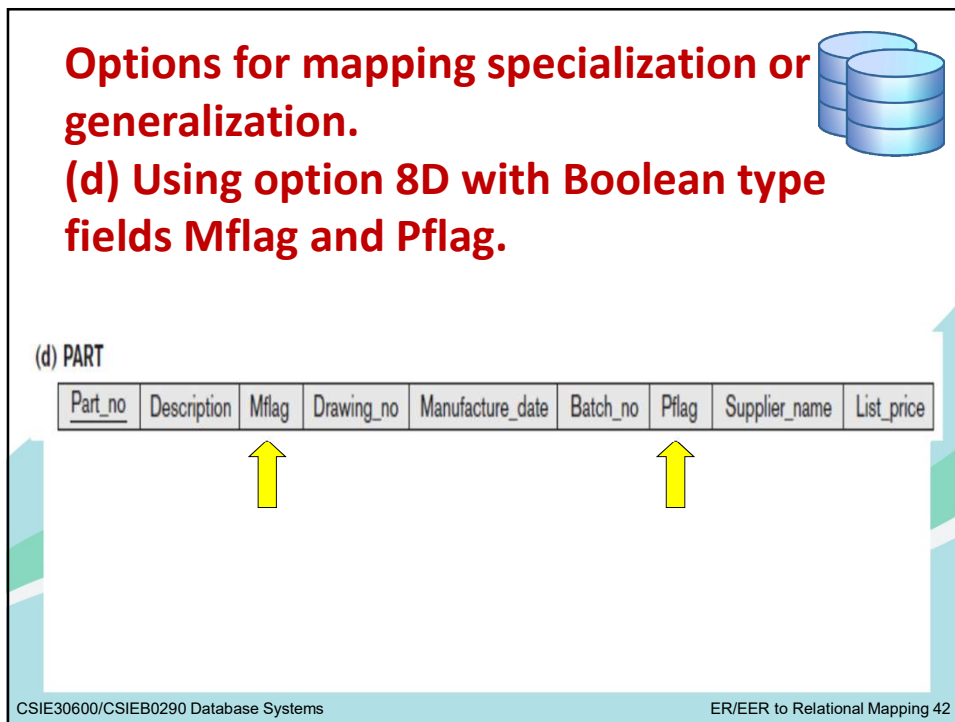 Options for mapping specialization or
generalization.
(d) Using option 8D with Boolean type
fields Mflag and Pflag.
(d) PART
Part_no Description Mflag Drawing_no Manufacture_date Batch_no Pflag Supplier_name List_price
CSIE30600/CSIEB0290 Database Systems ER/EER to Relational Mapping 42